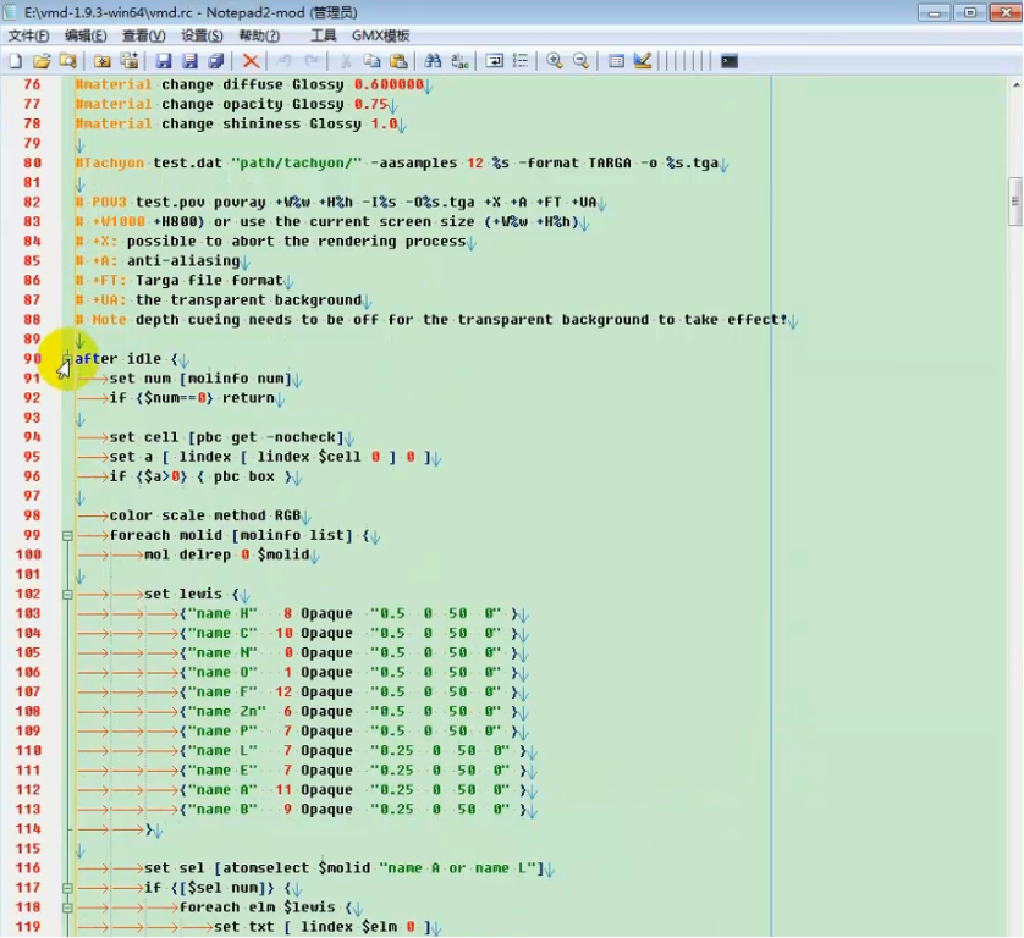 E:\vmd-1.9.3-win64\vmd.rc - Notepad2-mod (管理员)
文件(F) 编辑(E) 查看(V) 设置(S) 帮助(?) 工具 GMX模板
76 #material change diffuse Glossy 0.600000
77 #material change opacity Glossy 0.75
78 #material change shininess Glossy 1.0
79
80 #Tachyon test.dat "path/tachyon/" -aasamples 12 %s -format TARGA -o %s.tga
81
82 # POV3 test.pov povray +W%w +H%h -I%s -O%s.tga +X +A +FT +UA
83 # +W1000 +H800) or use the current screen size (+W%w +H%h)
84 # +X: possible to abort the rendering process
85 # +A: anti-aliasing
86 # +FT: Targa file format
87 # +UA: the transparent background
88 # Note depth cueing needs to be off for the transparent background to take effect!
89
90 after idle {
91 set num [molinfo num]
92 if {$num==0} return
93
94 set cell [pbc get -nocheck]
95 set a [ lindex [ lindex $cell 0 ] 0 ]
96 if {$a>0} { pbc box }
97
98 color scale method RGB
99 foreach molid [molinfo list] {
100 mol delrep 0 $molid
101
102 set lewis {
103 {"name H" 8 Opaque "0.5 0 50 0" }
104 {"name C" 10 Opaque "0.5 0 50 0" }
105 {"name N" 0 Opaque "0.5 0 50 0" }
106 {"name O" 1 Opaque "0.5 0 50 0" }
107 {"name F" 12 Opaque "0.5 0 50 0" }
108 {"name Zn" 6 Opaque "0.5 0 50 0" }
109 {"name P" 7 Opaque "0.5 0 50 0" }
110 {"name L" 7 Opaque "0.25 0 50 0" }
111 {"name E" 7 Opaque "0.25 0 50 0" }
112 {"name A" 11 Opaque "0.25 0 50 0" }
113 {"name B" 9 Opaque "0.25 0 50 0" }
114 }
115
116 set sel [atomselect $molid "name A or name L"]
117 if {[$sel num]} {
118 foreach elm $lewis {
119 set txt [ lindex $elm 0 ]